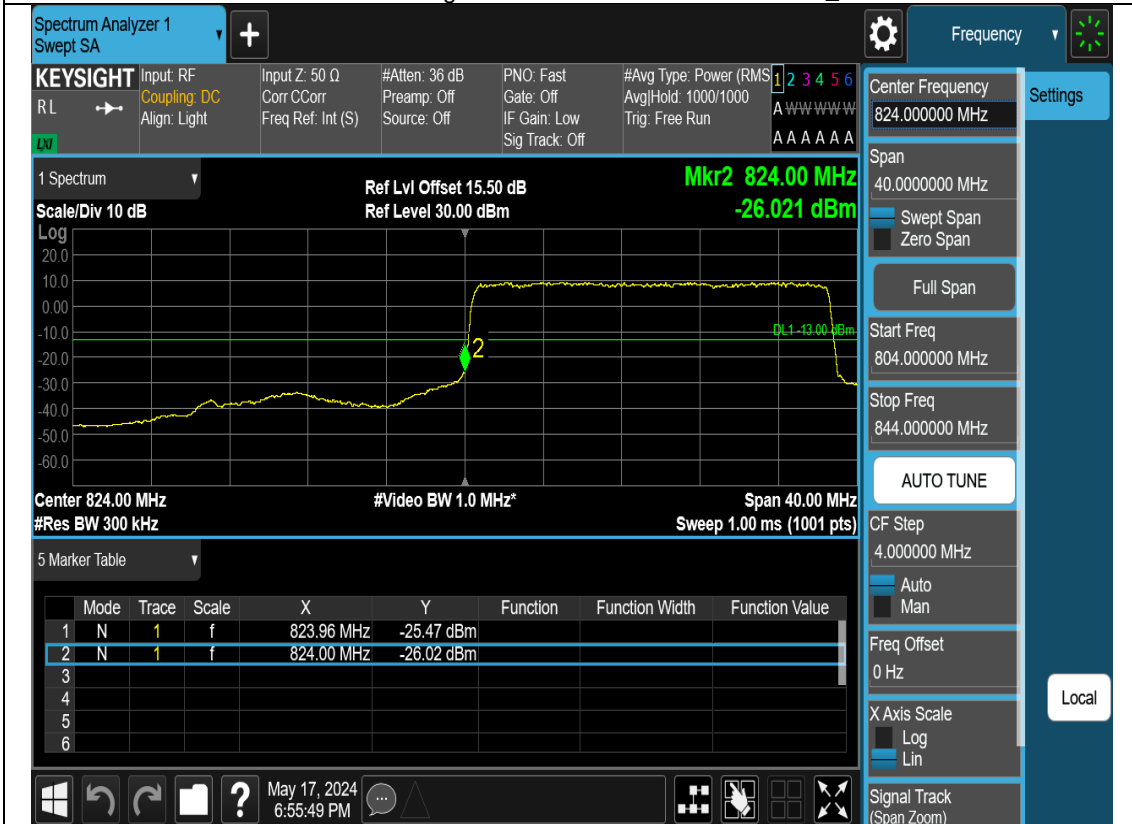 Spectrum Analyzer 1
Swept SA
+
Frequency
KEYSIGHT
RL
LXI
Input: RF
Coupling: DC
Align: Light
Input Z: 50 Ω
Corr CCorr
Freq Ref: Int (S)
#Atten: 36 dB
Preamp: Off
Source: Off
PNO: Fast
Gate: Off
IF Gain: Low
Sig Track: Off
#Avg Type: Power (RMS
Avg|Hold: 1000/1000
Trig: Free Run
1 2 3 4 5 6
A W W W W W
A A A A A A
1 Spectrum
Scale/Div 10 dB
Ref Lvl Offset 15.50 dB
Ref Level 30.00 dBm
Mkr2 824.00 MHz
-26.021 dBm
Log
20.0
10.0
0.00
-10.0
-20.0
-30.0
-40.0
-50.0
-60.0
DL1 -13.00 dBm
2
Center 824.00 MHz
#Video BW 1.0 MHz*
Span 40.00 MHz
#Res BW 300 kHz
Sweep 1.00 ms (1001 pts)
5 Marker Table
Mode Trace Scale X Y Function Function Width Function Value
1 N 1 f 823.96 MHz -25.47 dBm
2 N 1 f 824.00 MHz -26.02 dBm
3
4
5
6
?
May 17, 2024
6:55:49 PM
Center Frequency
824.000000 MHz
Settings
Span
40.0000000 MHz
Swept Span
Zero Span
Full Span
Start Freq
804.000000 MHz
Stop Freq
844.000000 MHz
AUTO TUNE
CF Step
4.000000 MHz
Auto
Man
Freq Offset
0 Hz
Local
X Axis Scale
Log
Lin
Signal Track
(Span Zoom)